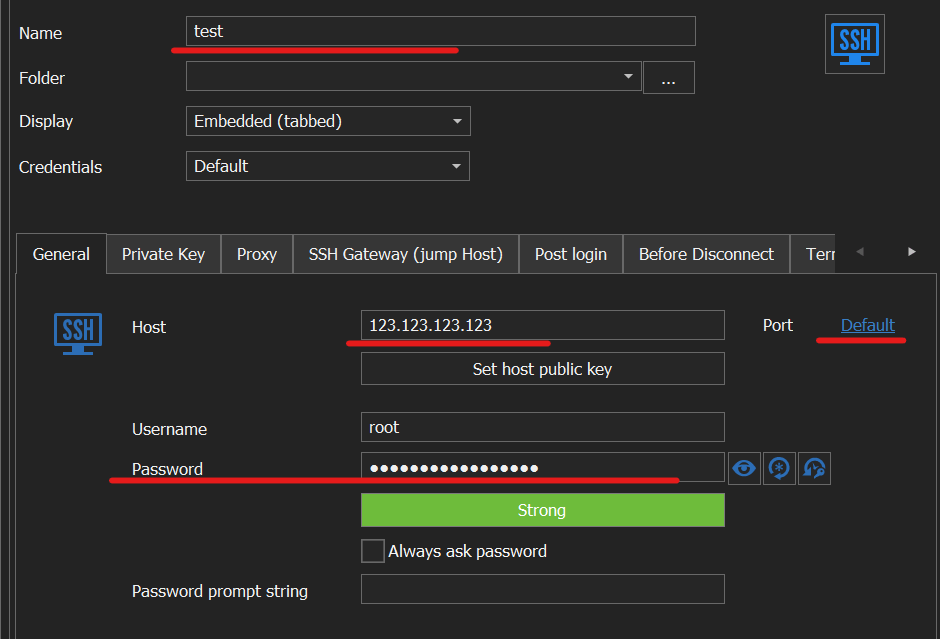 Name test
SSH
Folder ...
Display Embedded (tabbed)
Credentials Default
General Private Key Proxy SSH Gateway (jump Host) Post login Before Disconnect Terr
SSH
Host 123.123.123.123 Port Default
Set host public key
Username root
Password •••••••••••••••••
Strong
Always ask password
Password prompt string